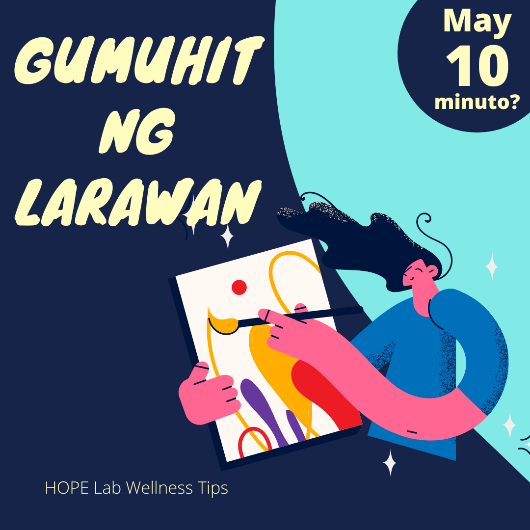 GUMUHIT
NG
LARAWAN
May
10
minuto?
HOPE Lab Wellness Tips